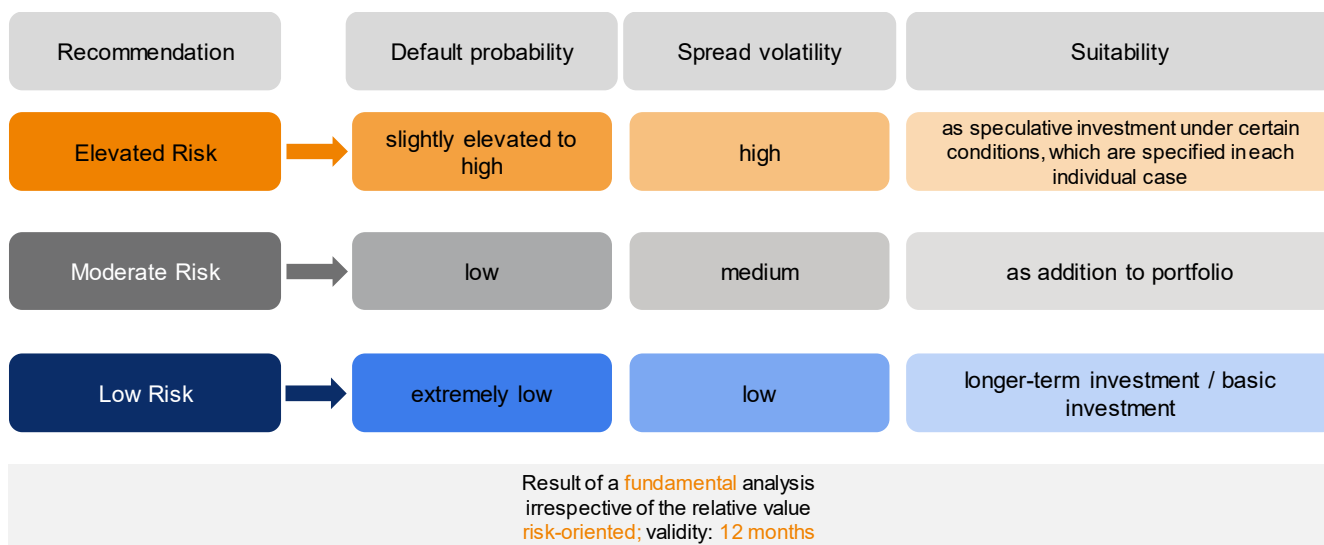 Recommendation
Default probability
Spread volatility
Suitability
Elevated Risk
slightly elevated to
high
high
as speculative investment under certain
conditions, which are specified in each
individual case
Moderate Risk
low
medium
as addition to portfolio
Low Risk
extremely low
low
longer-term investment / basic
investment
Result of a fundamental analysis
irrespective of the relative value
risk-oriented; validity: 12 months